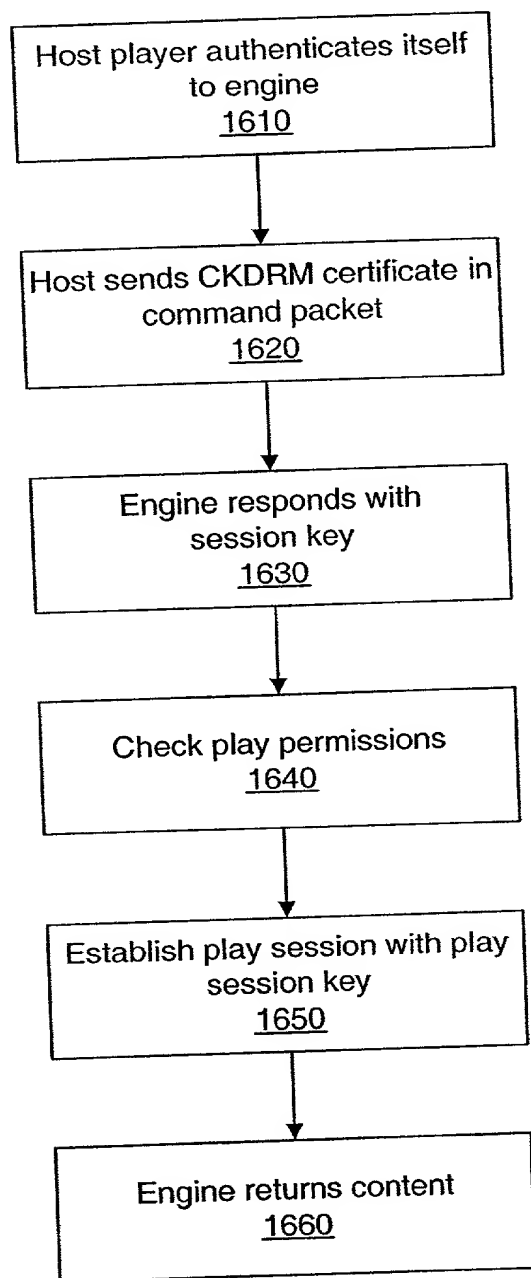 Host player authenticates itself
to engine
1610
Host sends CKDRM certificate in
command packet
1620
Engine responds with
session key
1630
Check play permissions
1640
Establish play session with play
session key
1650
Engine returns content
1660